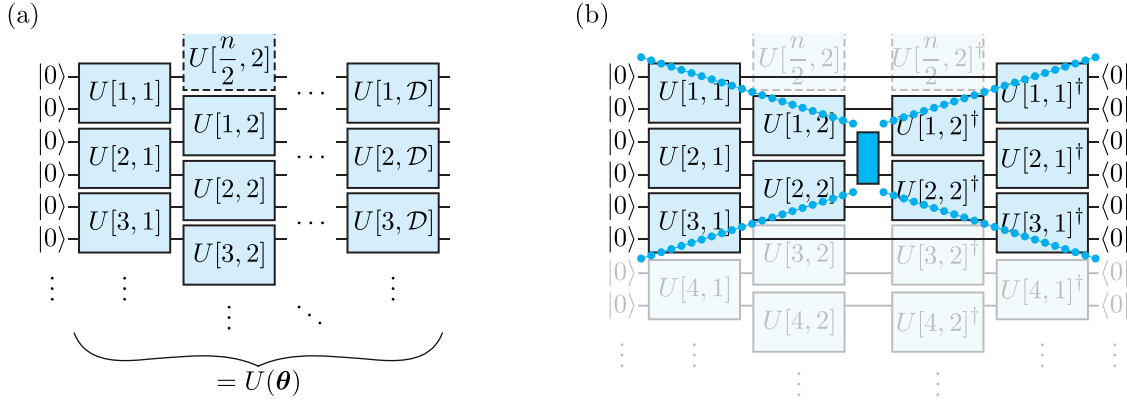 (a)
U[n/2, 2]
|0⟩ U[1, 1] ... U[1, 𝒟]
|0⟩ U[1, 2]
|0⟩ U[2, 1] ... U[2, 𝒟]
|0⟩ U[2, 2]
|0⟩ U[3, 1] ... U[3, 𝒟]
|0⟩ U[3, 2]
⋮ ⋮ ⋮ ⋮ ⋱
= U(θ)
(b)
U[n/2, 2] U[n/2, 2]†
|0⟩ U[1, 1] U[1, 1]† ⟨0|
|0⟩ U[1, 2] U[1, 2]† ⟨0|
|0⟩ U[2, 1] U[2, 1]† ⟨0|
|0⟩ U[2, 2] U[2, 2]† ⟨0|
|0⟩ U[3, 1] U[3, 1]† ⟨0|
|0⟩ U[3, 2] U[3, 2]† ⟨0|
|0⟩ U[4, 1] U[4, 1]† ⟨0|
|0⟩ U[4, 2] U[4, 2]† ⟨0|
⋮ ⋮ ⋮ ⋮ ⋮ ⋮